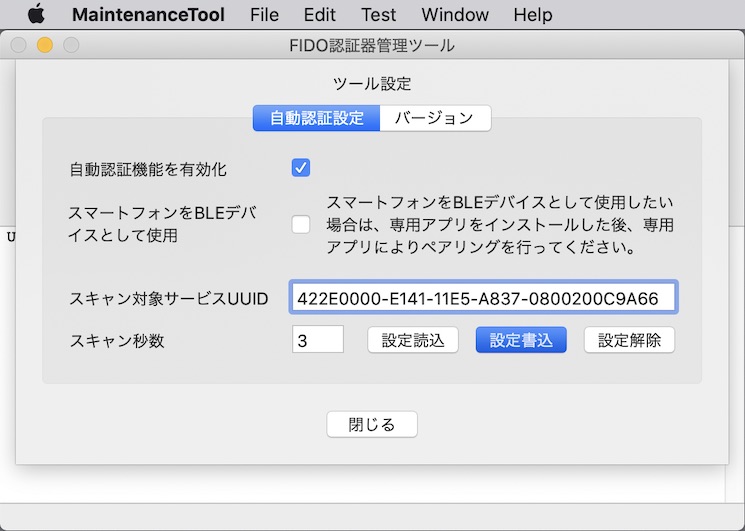 MaintenanceTool File Edit Test Window Help
FIDO認証器管理ツール
ツール設定
自動認証設定 バージョン
自動認証機能を有効化
スマートフォンをBLEデバ
イスとして使用
スマートフォンをBLEデバイスとして使用したい
場合は、専用アプリをインストールした後、専用
アプリによりペアリングを行ってください。
U
スキャン対象サービスUUID 422E0000-E141-11E5-A837-0800200C9A66
スキャン秒数 3 設定読込 設定書込 設定解除
閉じる